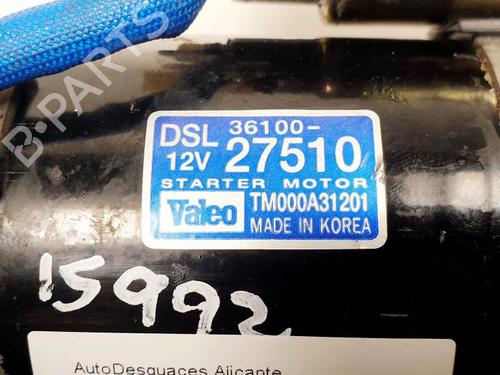 B-PARTS
DSL 36100-
12V 27510
STARTER MOTOR
Valeo TM000A31201
MADE IN KOREA
15992
AutoDesguaces Alicante